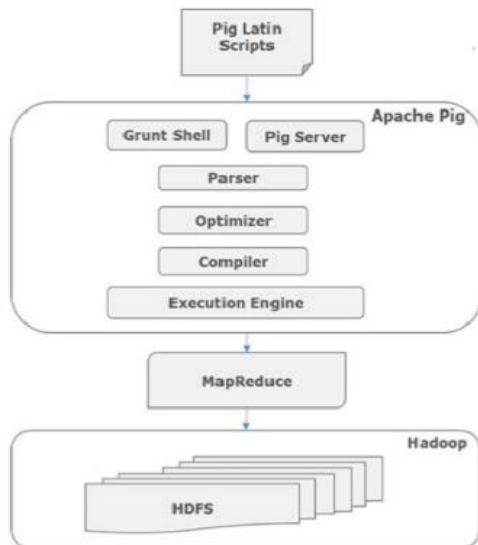 Pig Latin
Scripts
Apache Pig
Grunt Shell
Pig Server
Parser
Optimizer
Compiler
Execution Engine
MapReduce
Hadoop
HDFS